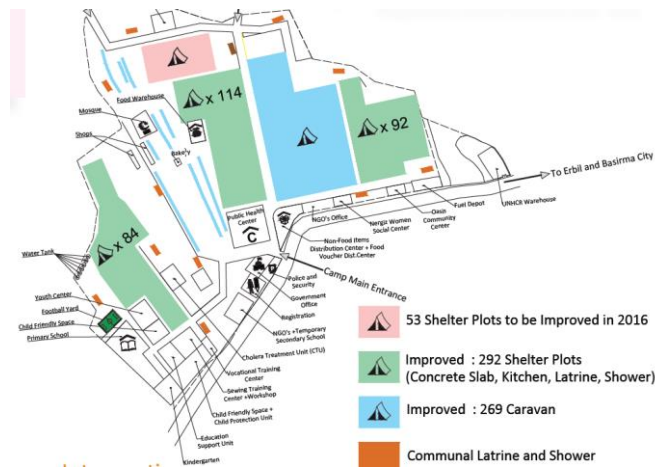 x 114
Food Warehouse
Mosque
Shops
Bakery
x 92
To Erbil and Basirma City
UNHCR Warehouse
Fuel Depot
Oasis
Community
Center
Nergiz Women
Social Center
NGO's Office
Public Health
Center
C
Non-Food Items
Distribution Center + Food
Voucher Dist.Center
Camp Main Entrance
x 84
Water Tank
Police and
Security
Government
Office
Registration
NGO's +Temporary
Secondary School
Youth Center
Football Yard
Child Friendly Space
Primary School
Cholera Treatment Unit (CTU)
Vocational Training
Center
Sewing Training
Center +Workshop
Child Friendly Space +
Child Protection Unit
Education
Support Unit
Kindergarten
53 Shelter Plots to be Improved in 2016
Improved : 292 Shelter Plots
(Concrete Slab, Kitchen, Latrine, Shower)
Improved : 269 Caravan
Communal Latrine and Shower